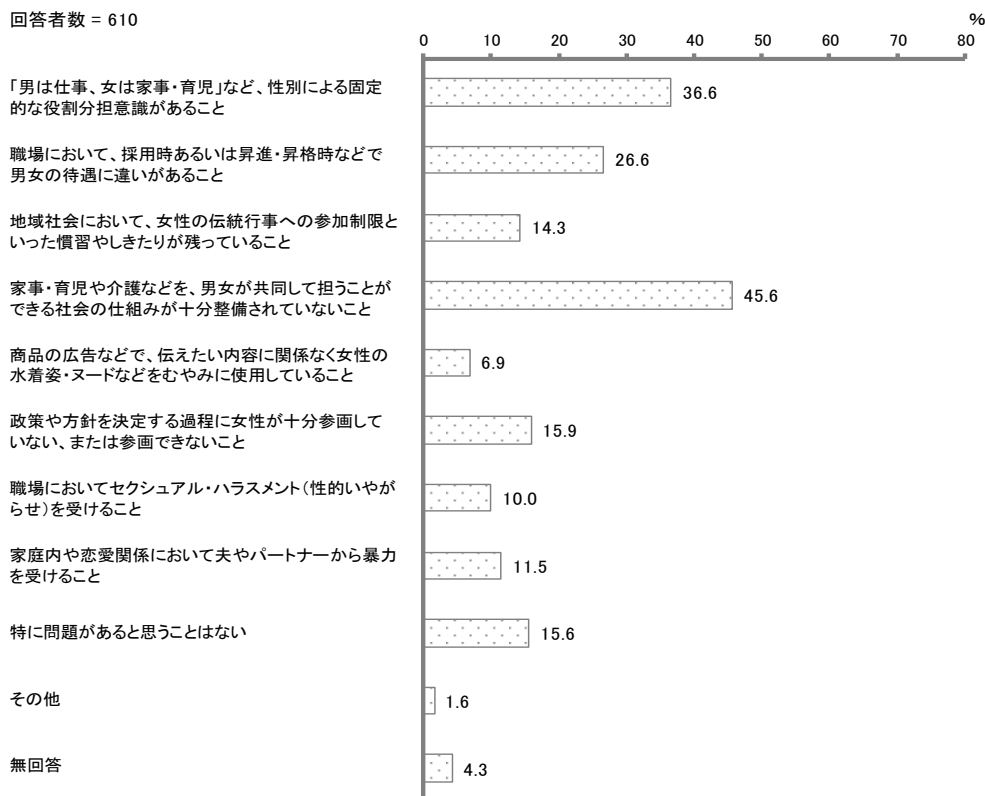 回答者数 = 610
%
0 10 20 30 40 50 60 70 80
「男は仕事、女は家事・育児」など、性別による固定
的な役割分担意識があること
36.6
職場において、採用時あるいは昇進・昇格時などで
男女の待遇に違いがあること
26.6
地域社会において、女性の伝統行事への参加制限と
いった慣習やしきたりが残っていること
14.3
家事・育児や介護などを、男女が共同して担うことが
できる社会の仕組みが十分整備されていないこと
45.6
商品の広告などで、伝えたい内容に関係なく女性の
水着姿・ヌードなどをむやみに使用していること
6.9
政策や方針を決定する過程に女性が十分参画して
いない、または参画できないこと
15.9
職場においてセクシュアル・ハラスメント(性的いやが
らせ)を受けること
10.0
家庭内や恋愛関係において夫やパートナーから暴力
を受けること
11.5
特に問題があると思うことはない
15.6
その他
1.6
無回答
4.3